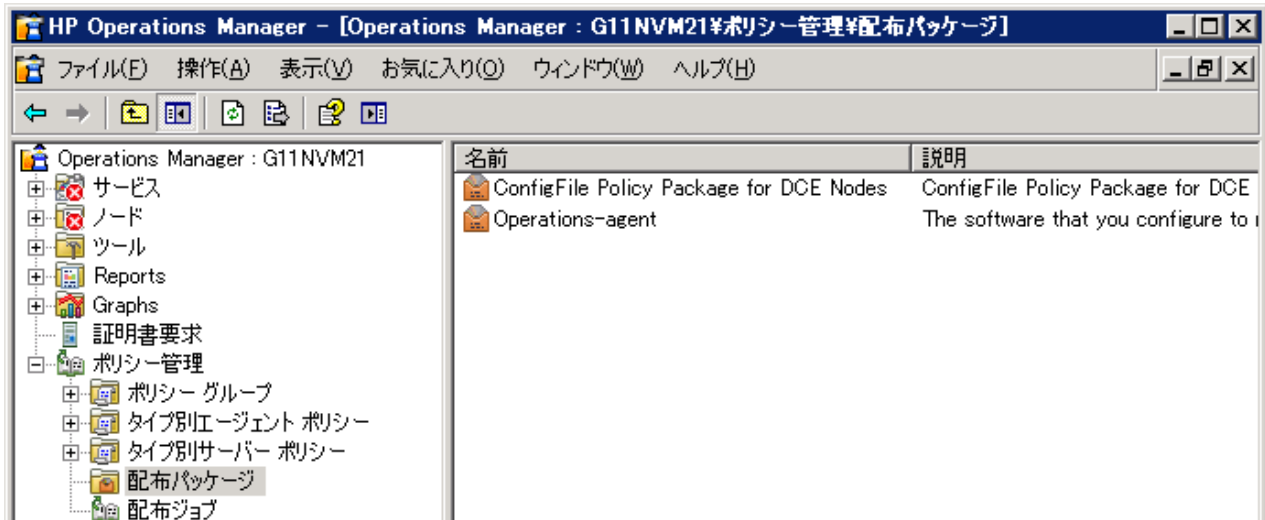 HP Operations Manager - [Operations Manager : G11NVM21¥ポリシー管理¥配布パッケージ]
ファイル(F) 操作(A) 表示(V) お気に入り(O) ウィンドウ(W) ヘルプ(H)
Operations Manager : G11NVM21
サービス
ノード
ツール
Reports
Graphs
証明書要求
ポリシー管理
ポリシー グループ
タイプ別エージェント ポリシー
タイプ別サーバー ポリシー
配布パッケージ
配布ジョブ
名前 説明
ConfigFile Policy Package for DCE Nodes ConfigFile Policy Package for DCE
Operations-agent The software that you configure to